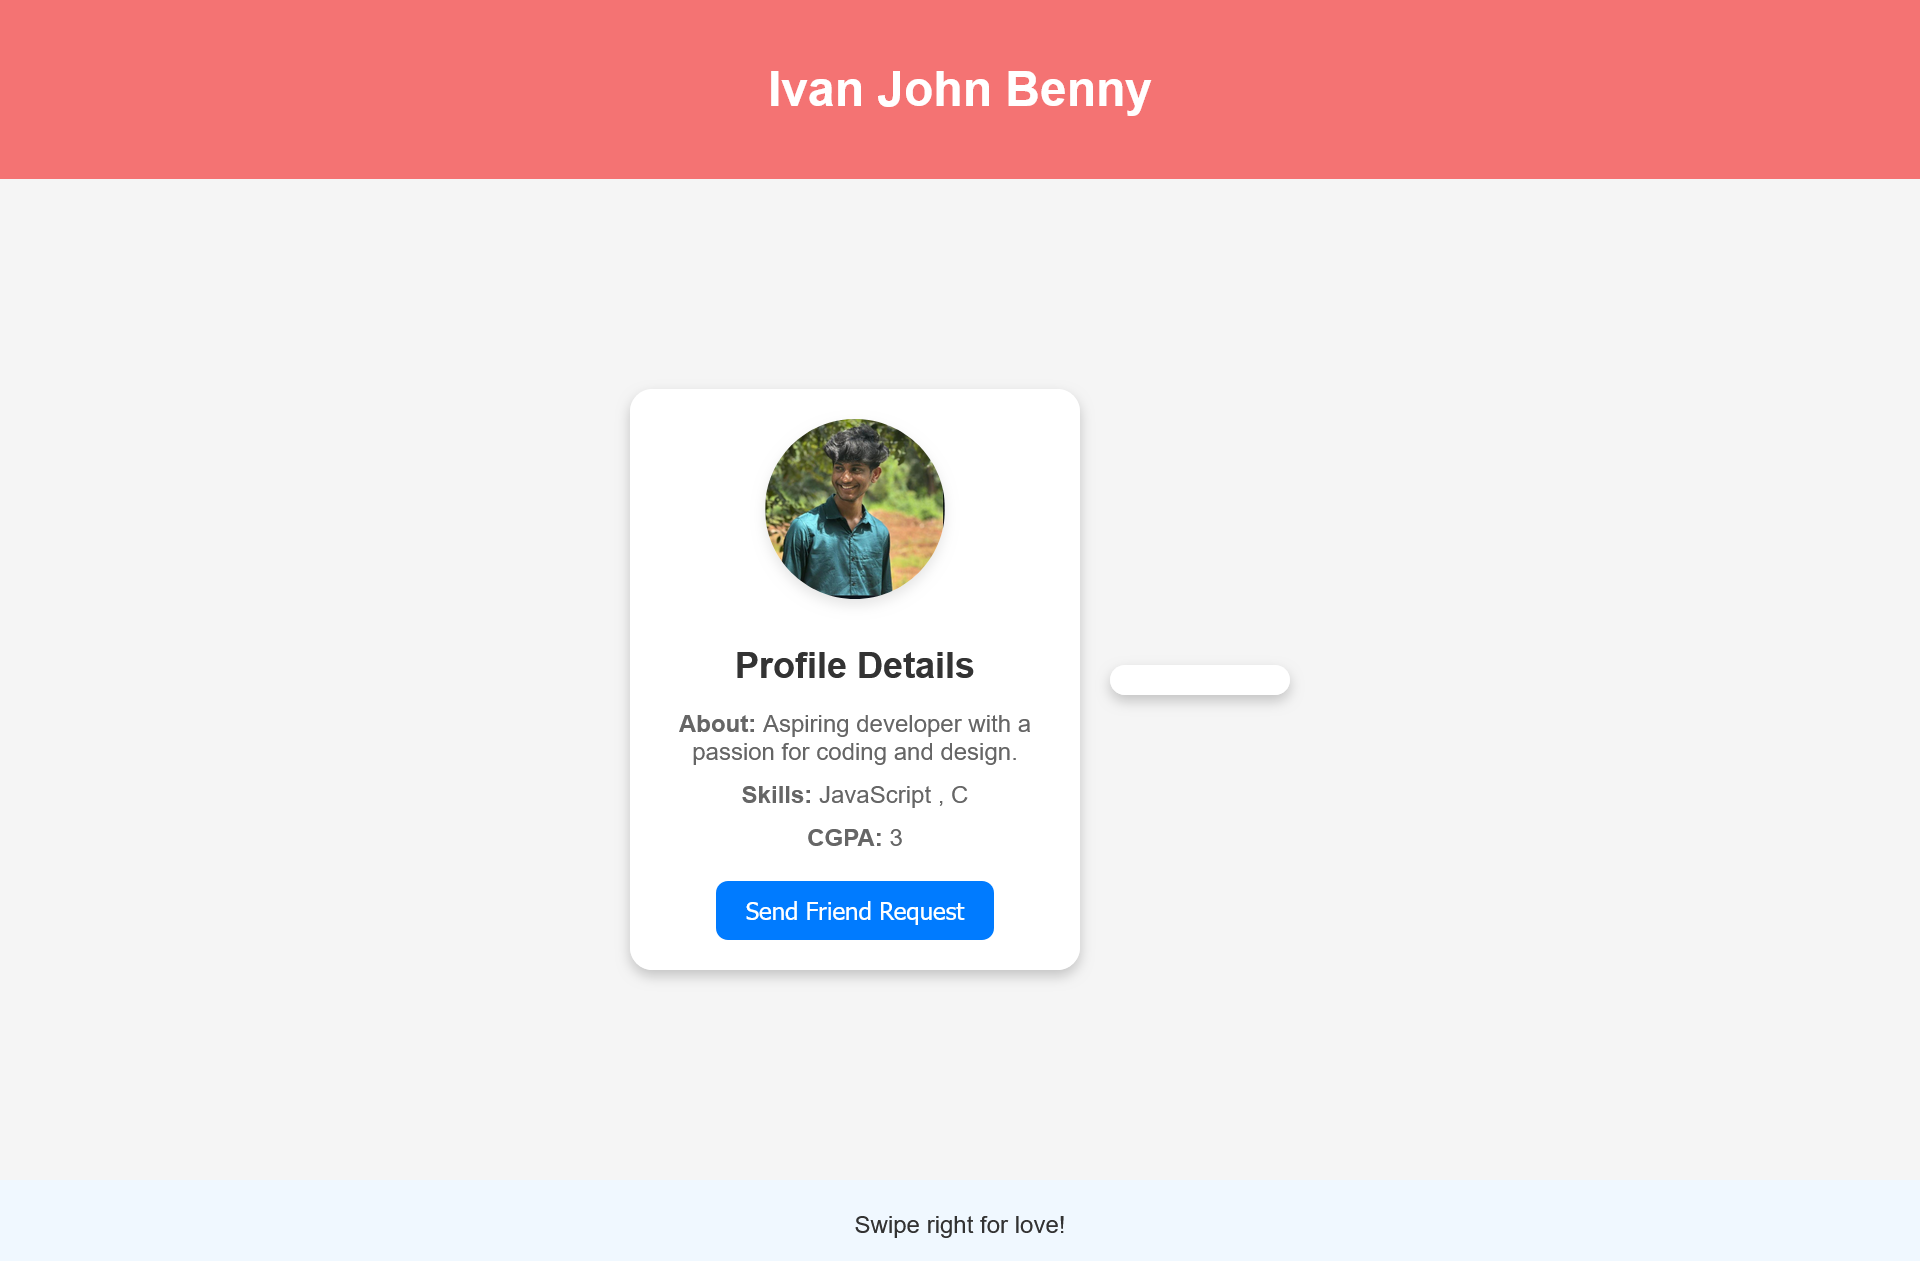 Ivan John Benny
Profile Details
About: Aspiring developer with a
passion for coding and design.
Skills: JavaScript , C
CGPA: 3
Send Friend Request
Swipe right for love!